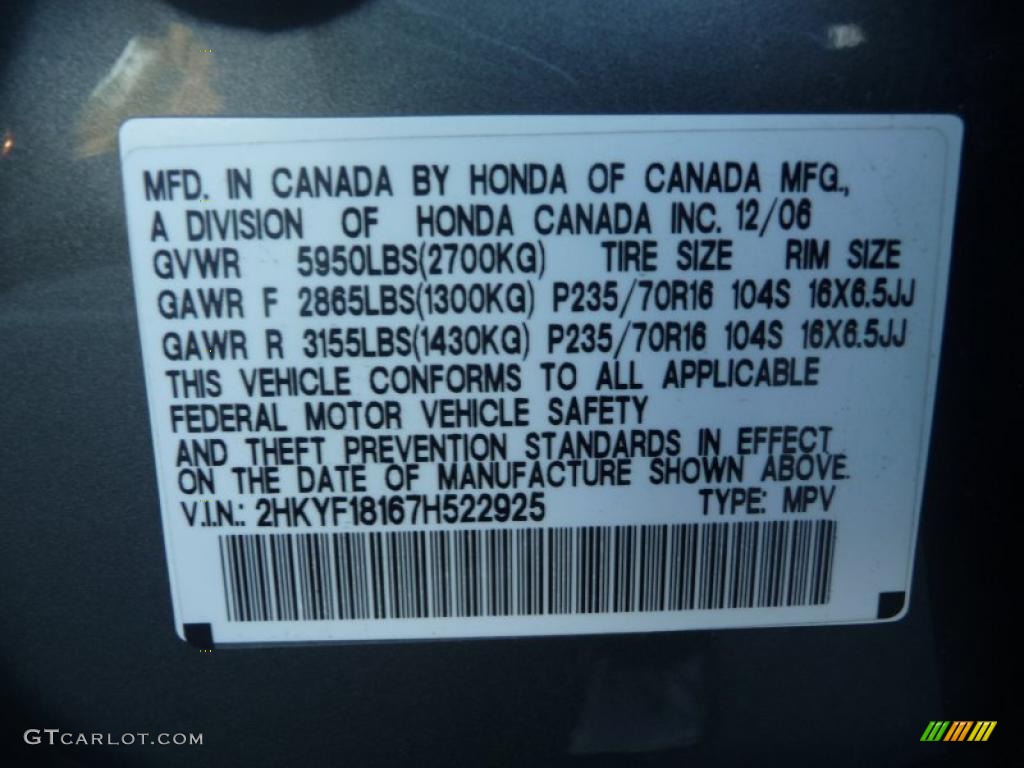 MFD. IN CANADA BY HONDA OF CANADA MFG.,
A DIVISION OF HONDA CANADA INC. 12/06
GVWR 5950LBS(2700KG) TIRE SIZE RIM SIZE
GAWR F 2865LBS(1300KG) P235/70R16 104S 16X6.5JJ
GAWR R 3155LBS(1430KG) P235/70R16 104S 16X6.5JJ
THIS VEHICLE CONFORMS TO ALL APPLICABLE
FEDERAL MOTOR VEHICLE SAFETY
AND THEFT PREVENTION STANDARDS IN EFFECT
ON THE DATE OF MANUFACTURE SHOWN ABOVE.
V.I.N.: 2HKYF18167H522925 TYPE: MPV
GTCARLOT.COM